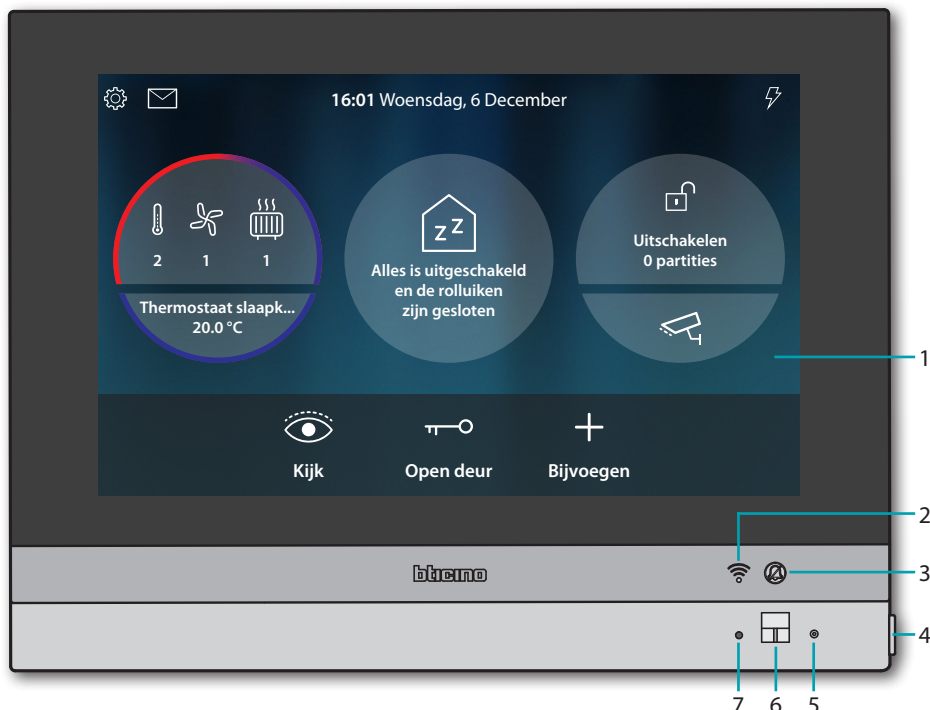 16:01 Woensdag, 6 December
2 1 1
Thermostaat slaapk...
20.0 °C
zz
Alles is uitgeschakeld
en de rolluiken
zijn gesloten
Uitschakelen
0 partities
1
Kijk
Open deur
Bijvoegen
2
bticino
3
4
7 6 5